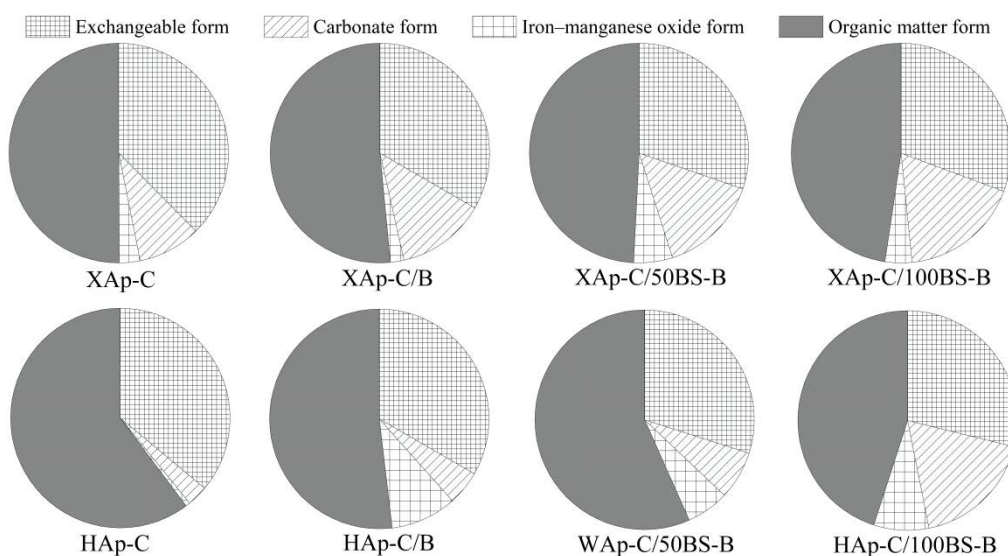 Exchangeable form Carbonate form Iron–manganese oxide form Organic matter form
XAp-C XAp-C/B XAp-C/50BS-B XAp-C/100BS-B
HAp-C HAp-C/B WAp-C/50BS-B HAp-C/100BS-B